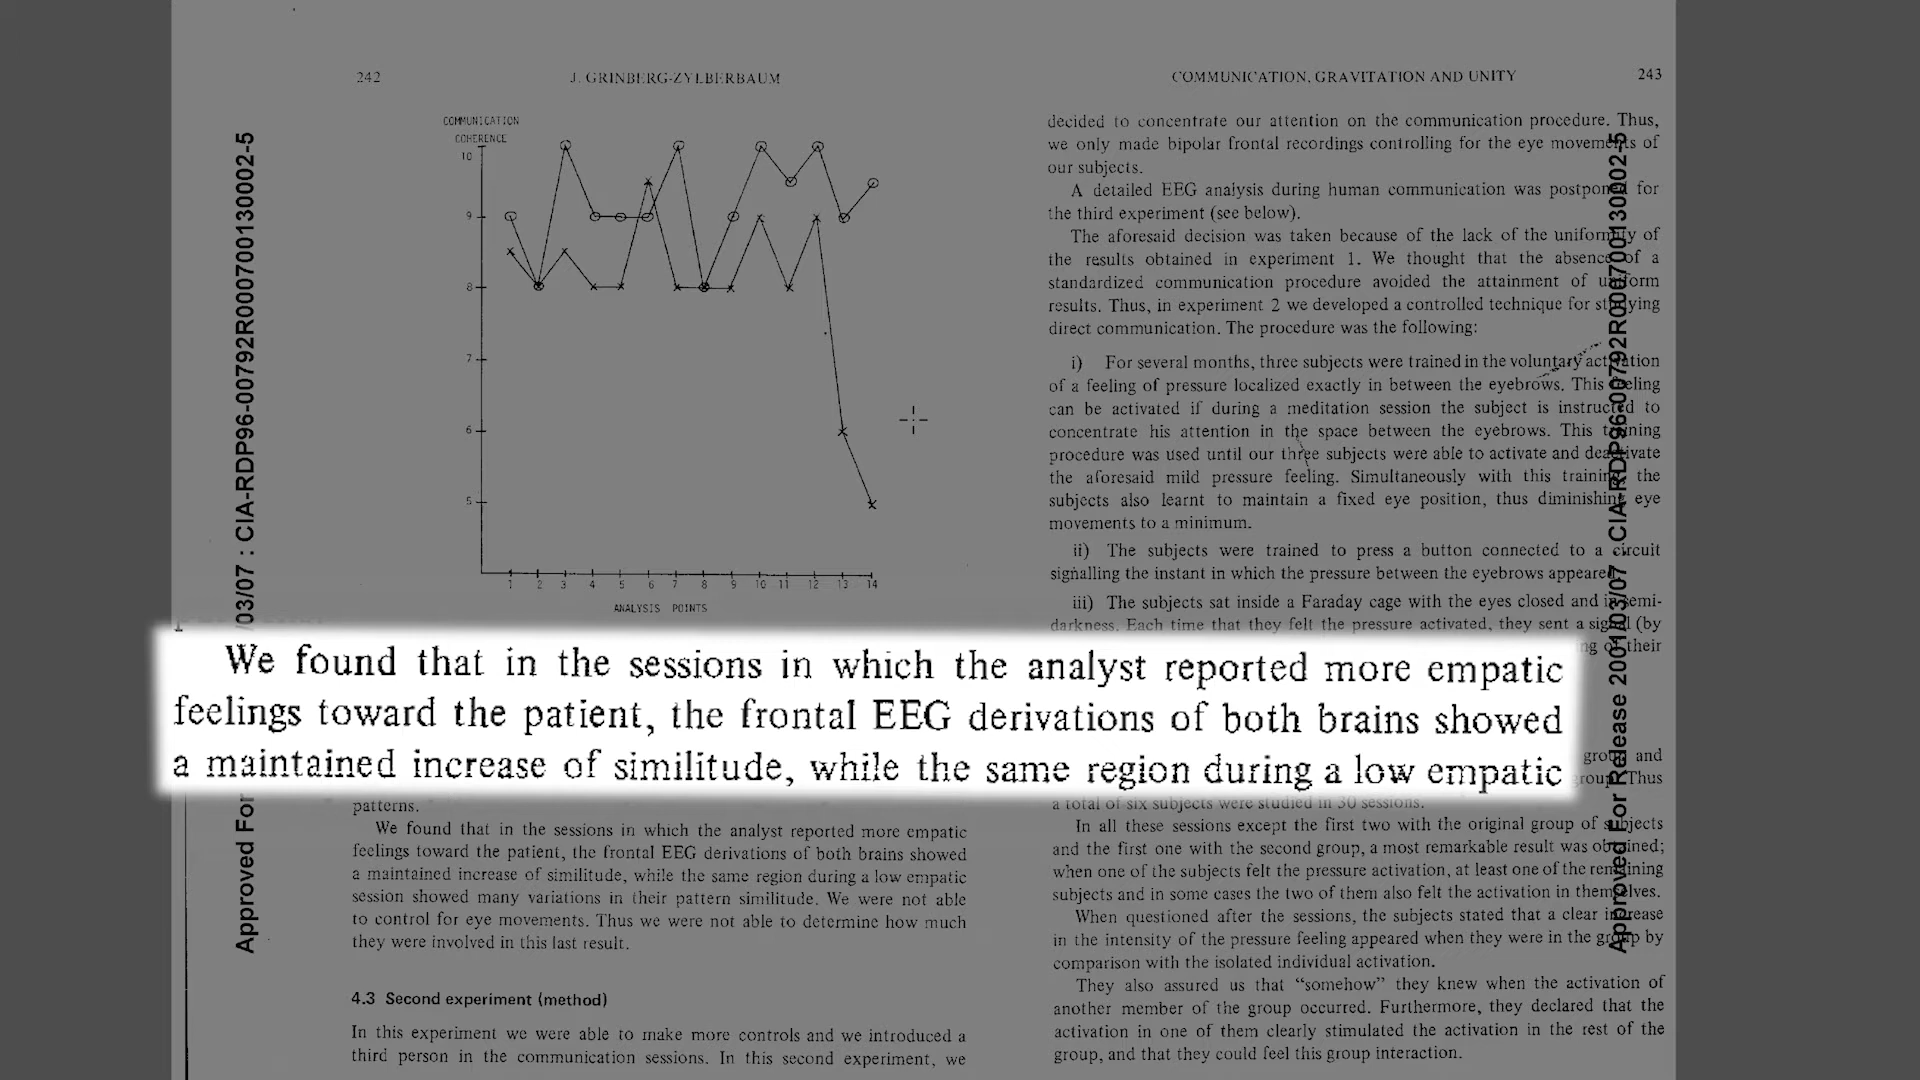 242
J. GRINBERG-ZYLBERBAUM
COMMUNICATION
COHERENCE
10
9
8
7
6
5
1 2 3 4 5 6 7 8 9 10 11 12 13 14
ANALYSIS POINTS
We found that in the sessions in which the analyst reported more empatic
feelings toward the patient, the frontal EEG derivations of both brains showed
a maintained increase of similitude, while the same region during a low empatic
patterns.
We found that in the sessions in which the analyst reported more empatic
feelings toward the patient, the frontal EEG derivations of both brains showed
a maintained increase of similitude, while the same region during a low empatic
session showed many variations in their pattern similitude. We were not able
to control for eye movements. Thus we were not able to determine how much
they were involved in this last result.
4.3 Second experiment (method)
In this experiment we were able to make more controls and we introduced a
third person in the communication sessions. In this second experiment, we
COMMUNICATION, GRAVITATION AND UNITY
243
decided to concentrate our attention on the communication procedure. Thus,
we only made bipolar frontal recordings controlling for the eye movements of
our subjects.
A detailed EEG analysis during human communication was postponed for
the third experiment (see below).
The aforesaid decision was taken because of the lack of the uniformity of
the results obtained in experiment 1. We thought that the absence of a
standardized communication procedure avoided the attainment of uniform
results. Thus, in experiment 2 we developed a controlled technique for studying
direct communication. The procedure was the following:
i) For several months, three subjects were trained in the voluntary activation
of a feeling of pressure localized exactly in between the eyebrows. This feeling
can be activated if during a meditation session the subject is instructed to
concentrate his attention in the space between the eyebrows. This training
procedure was used until our three subjects were able to activate and deactivate
the aforesaid mild pressure feeling. Simultaneously with this training, the
subjects also learnt to maintain a fixed eye position, thus diminishing eye
movements to a minimum.
ii) The subjects were trained to press a button connected to a circuit
signalling the instant in which the pressure between the eyebrows appeared.
iii) The subjects sat inside a Faraday cage with the eyes closed and in semi-
darkness. Each time that they felt the pressure activated, they sent a signal (by
of their
group and
Thus
a total of six subjects were studied in 30 sessions.
In all these sessions except the first two with the original group of subjects
and the first one with the second group, a most remarkable result was obtained;
when one of the subjects felt the pressure activation, at least one of the remaining
subjects and in some cases the two of them also felt the activation in themselves.
When questioned after the sessions, the subjects stated that a clear increase
in the intensity of the pressure feeling appeared when they were in the group by
comparison with the isolated individual activation.
They also assured us that “somehow” they knew when the activation of
another member of the group occurred. Furthermore, they declared that the
activation in one of them clearly stimulated the activation in the rest of the
group, and that they could feel this group interaction.
Approved For /03/07 : CIA-RDP96-00792R000700130002-5
Approved For Release 2001/03/07 : CIA-RDP96-00792R000700130002-5